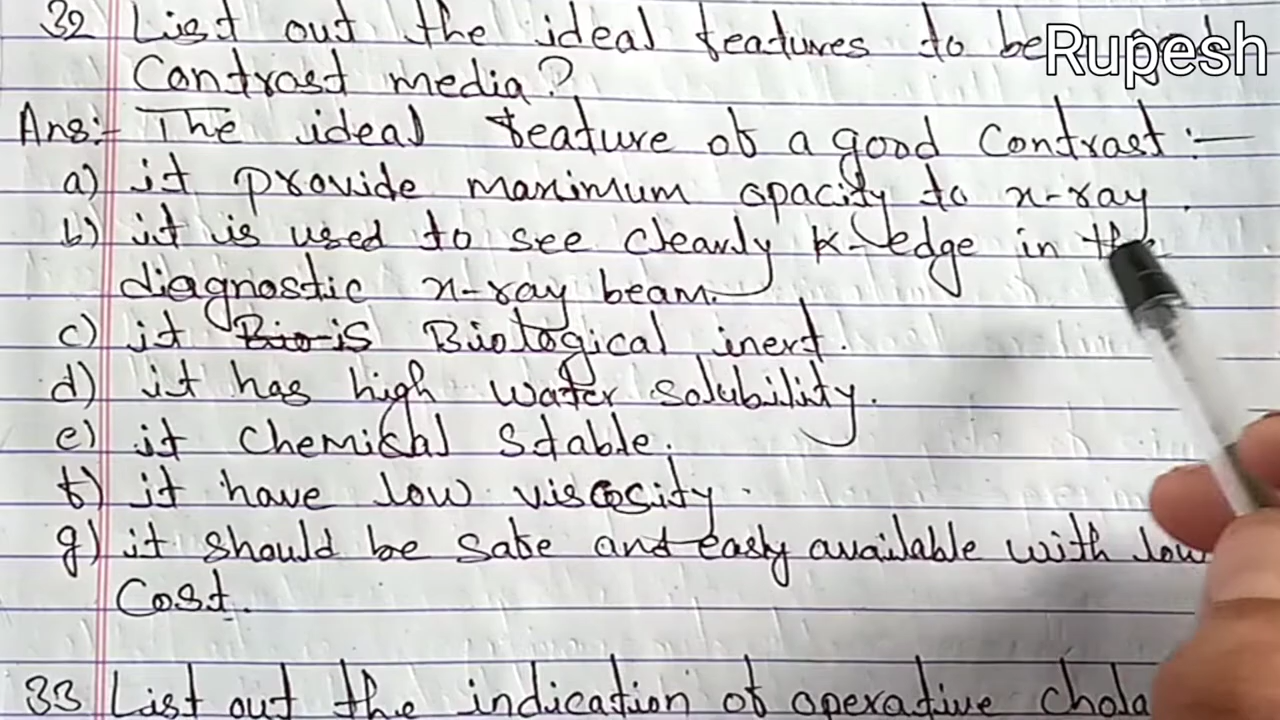 32 List out the ideal features to be
Rupesh
Contrast media?
Ans:- The ideal feature of a good Contrast :-
a) it provide maximum opacity to x-ray.
b) it is used to see clearly K-edge in the
diagnostic x-ray beam.
c) it Bio is Biological inert.
d) it has high water solubility.
e) it Chemical Stable.
f) it have low viscosity.
g) it should be safe and easly available with low
Cost.
33 List out the indication of operative chola